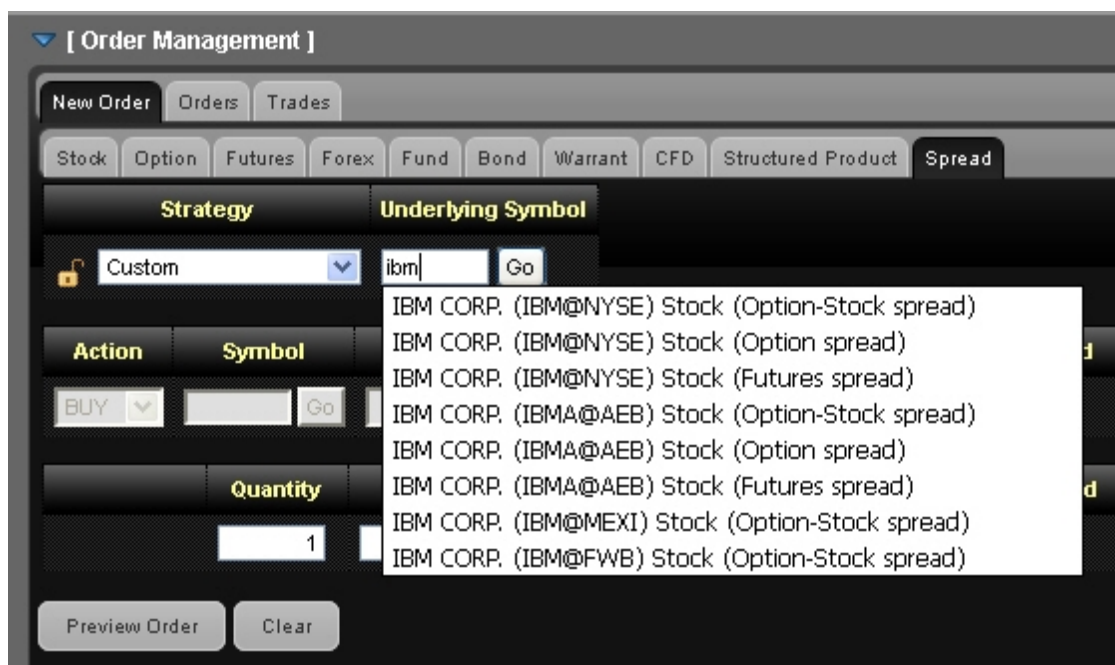 [ Order Management ]
New Order Orders Trades
Stock Option Futures Forex Fund Bond Warrant CFD Structured Product Spread
Strategy Underlying Symbol
Custom ibm Go
IBM CORP. (IBM@NYSE) Stock (Option-Stock spread)
IBM CORP. (IBM@NYSE) Stock (Option spread)
IBM CORP. (IBM@NYSE) Stock (Futures spread)
IBM CORP. (IBMA@AEB) Stock (Option-Stock spread)
IBM CORP. (IBMA@AEB) Stock (Option spread)
IBM CORP. (IBMA@AEB) Stock (Futures spread)
IBM CORP. (IBM@MEXI) Stock (Option-Stock spread)
IBM CORP. (IBM@FWB) Stock (Option-Stock spread)
Action Symbol
BUY Go
Quantity
1
Preview Order Clear